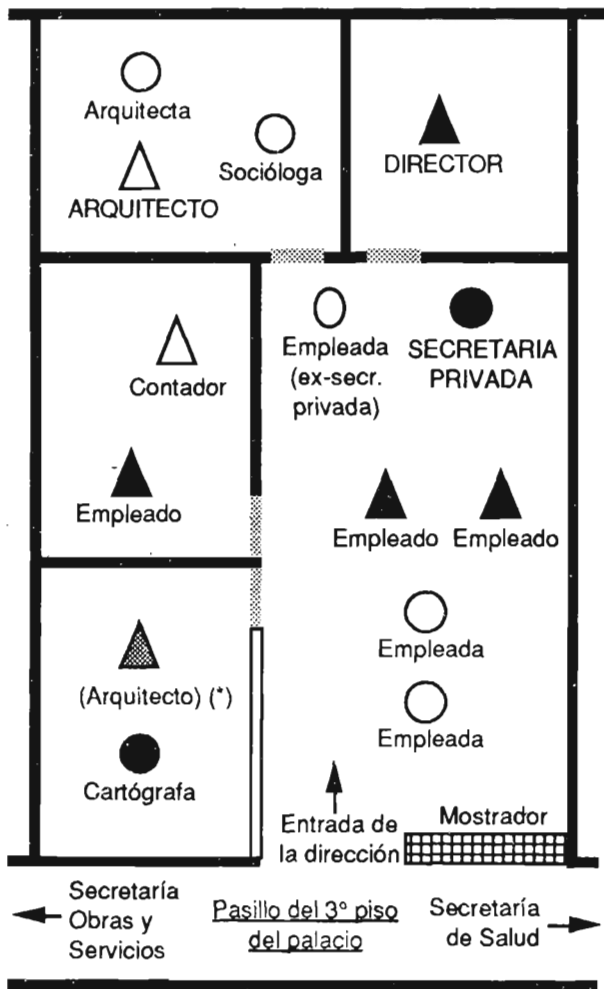 Arquitecta
Socióloga
ARQUITECTO
DIRECTOR
Contador
Empleado
Empleada
(ex-secr.
privada)
SECRETARIA
PRIVADA
Empleado
Empleado
Empleada
Empleada
(Arquitecto) (*)
Cartógrafa
Entrada de
la dirección
Mostrador
Secretaría
Obras y
Servicios
Pasillo del 3º piso
del palacio
Secretaría
de Salud